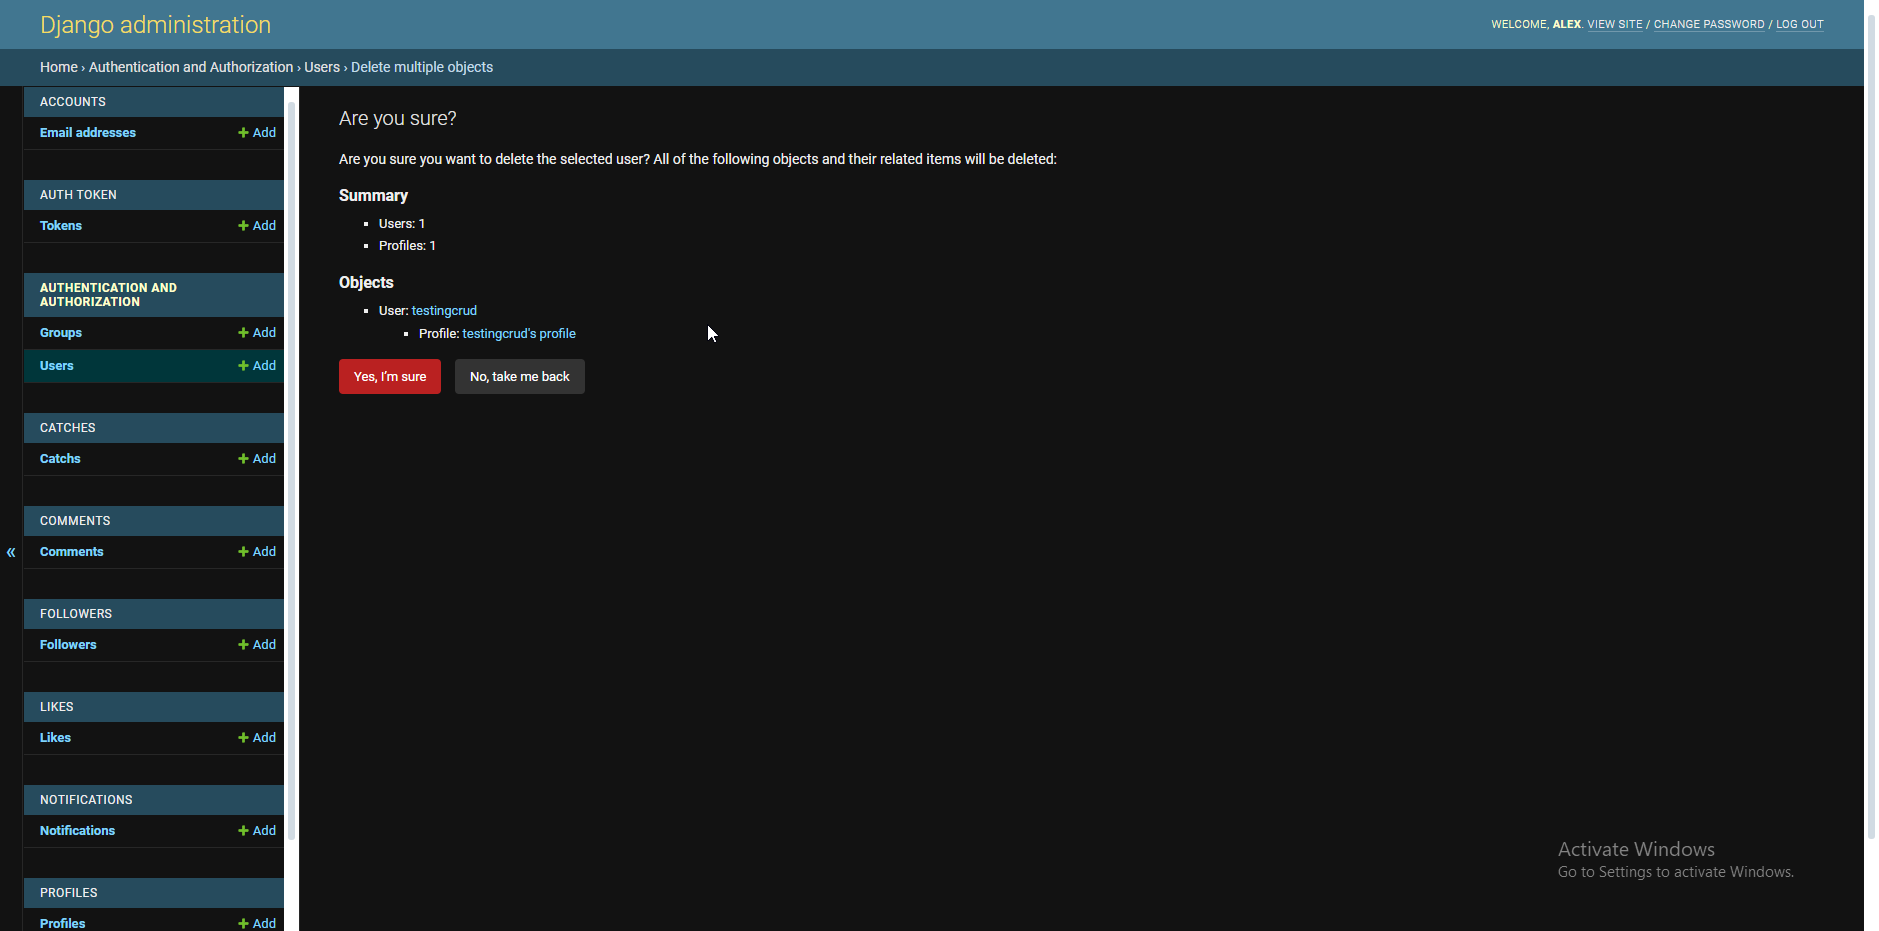 Django administration
WELCOME, ALEX. VIEW SITE / CHANGE PASSWORD / LOG OUT
Home › Authentication and Authorization › Users › Delete multiple objects
ACCOUNTS
Email addresses + Add
AUTH TOKEN
Tokens + Add
AUTHENTICATION AND
AUTHORIZATION
Groups + Add
Users + Add
CATCHES
Catchs + Add
COMMENTS
Comments + Add
FOLLOWERS
Followers + Add
LIKES
Likes + Add
NOTIFICATIONS
Notifications + Add
PROFILES
Profiles + Add
«
Are you sure?
Are you sure you want to delete the selected user? All of the following objects and their related items will be deleted:
Summary
Users: 1
Profiles: 1
Objects
User: testingcrud
Profile: testingcrud's profile
Yes, I’m sure
No, take me back
Activate Windows
Go to Settings to activate Windows.